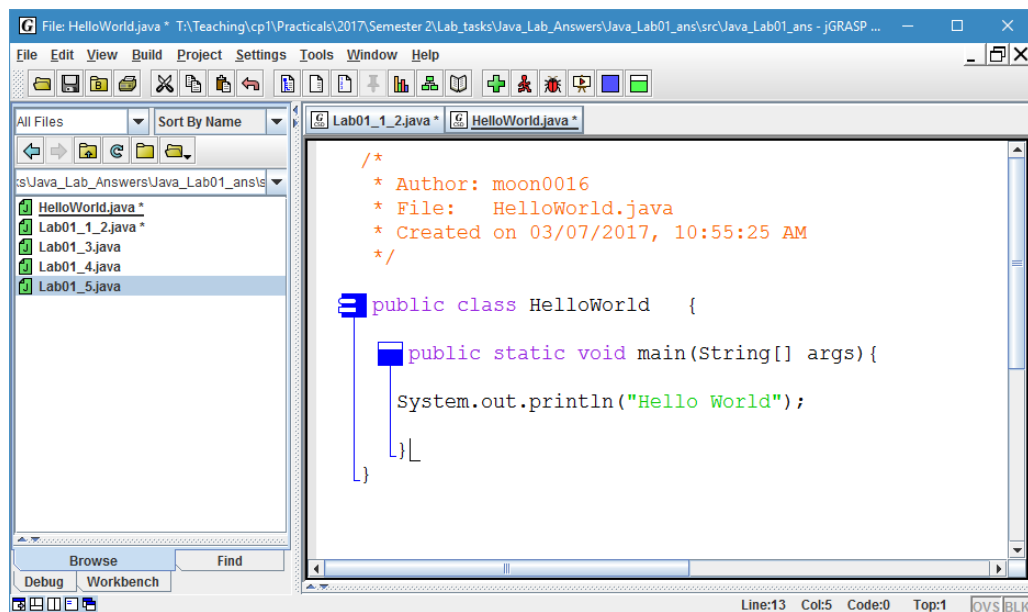 File: HelloWorld.java * T:\Teaching\cp1\Practicals\2017\Semester 2\Lab_tasks\Java_Lab_Answers\Java_Lab01_ans\src\Java_Lab01_ans - jGRASP ...
File Edit View Build Project Settings Tools Window Help
All Files Sort By Name
ks\Java_Lab_Answers\Java_Lab01_ans\s
HelloWorld.java *
Lab01_1_2.java *
Lab01_3.java
Lab01_4.java
Lab01_5.java
Browse Find
Debug Workbench
Lab01_1_2.java * HelloWorld.java *
/*
* Author: moon0016
* File:   HelloWorld.java
* Created on 03/07/2017, 10:55:25 AM
*/
public class HelloWorld   {
public static void main(String[] args){
System.out.println("Hello World");
}
}
Line:13 Col:5 Code:0 Top:1 OVS BLK